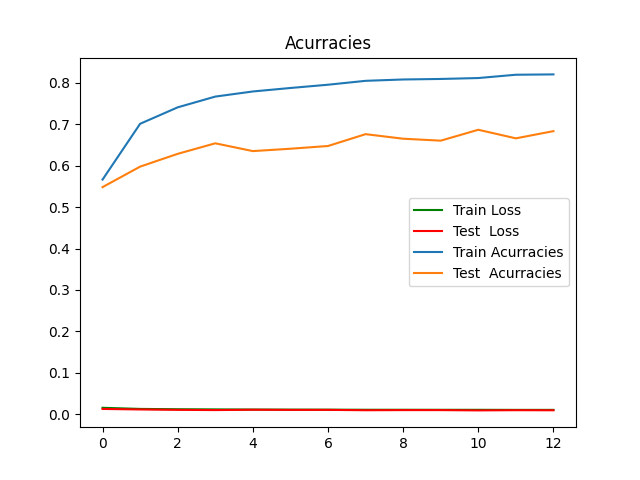 Acurracies
0.8
0.7
0.6
0.5
0.4
0.3
0.2
0.1
0.0
Train Loss
Test  Loss
Train Acurracies
Test  Acurracies
0 2 4 6 8 10 12